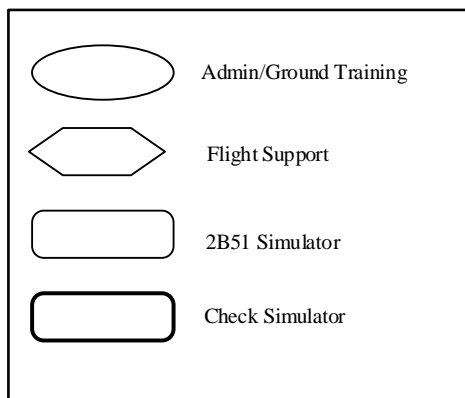 Admin/Ground Training
Flight Support
2B51 Simulator
Check Simulator